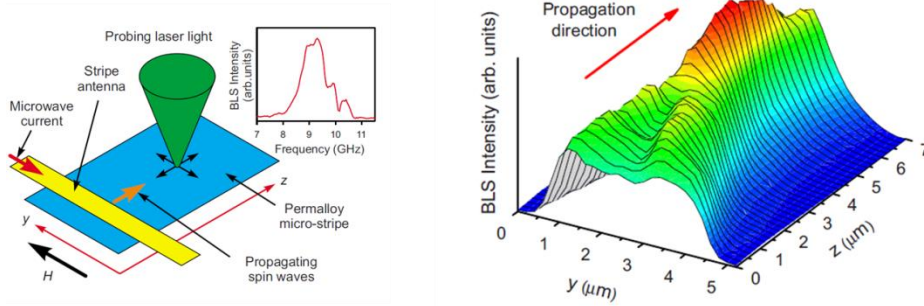 Probing laser light
Stripe
antenna
Microwave
current
BLS Intensity
(arb.units)
7 8 9 10 11
Frequency (GHz)
z
Permalloy
micro-stripe
y
H
Propagating
spin waves
Propagation
direction
BLS Intensity (arb. units)
0
1
2
3
4
5
y (μm)
0
1
2
3
4
5
6
7
z (μm)